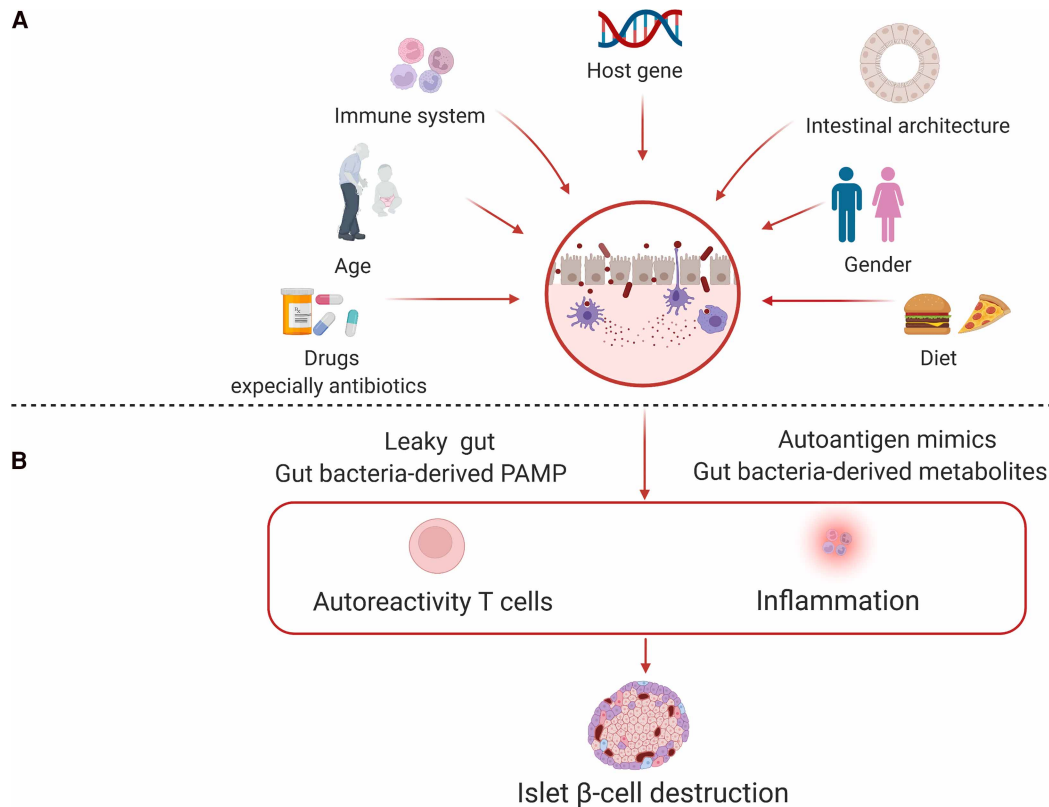 A
Host gene
Immune system
Intestinal architecture
Age
Gender
Drugs
expecially antibiotics
Diet
B
Leaky gut
Gut bacteria-derived PAMP
Autoantigen mimics
Gut bacteria-derived metabolites
Autoreactivity T cells
Inflammation
Islet β-cell destruction